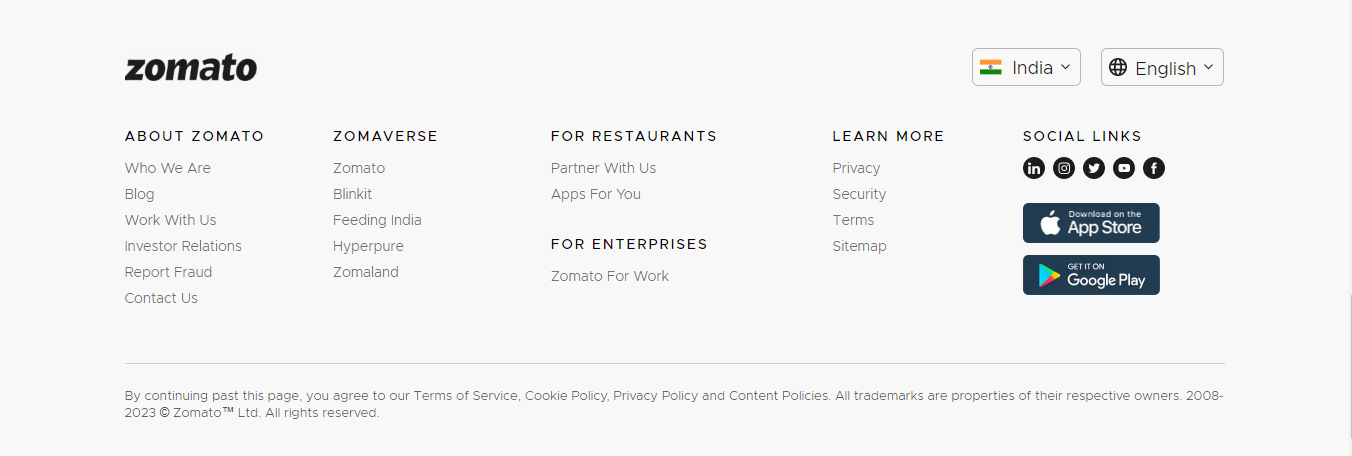 zomato
India
English
ABOUT ZOMATO
Who We Are
Blog
Work With Us
Investor Relations
Report Fraud
Contact Us
ZOMAVERSE
Zomato
Blinkit
Feeding India
Hyperpure
Zomaland
FOR RESTAURANTS
Partner With Us
Apps For You
FOR ENTERPRISES
Zomato For Work
LEARN MORE
Privacy
Security
Terms
Sitemap
SOCIAL LINKS
Download on the
App Store
GET IT ON
Google Play
By continuing past this page, you agree to our Terms of Service, Cookie Policy, Privacy Policy and Content Policies. All trademarks are properties of their respective owners. 2008-
2023 © Zomato™ Ltd. All rights reserved.